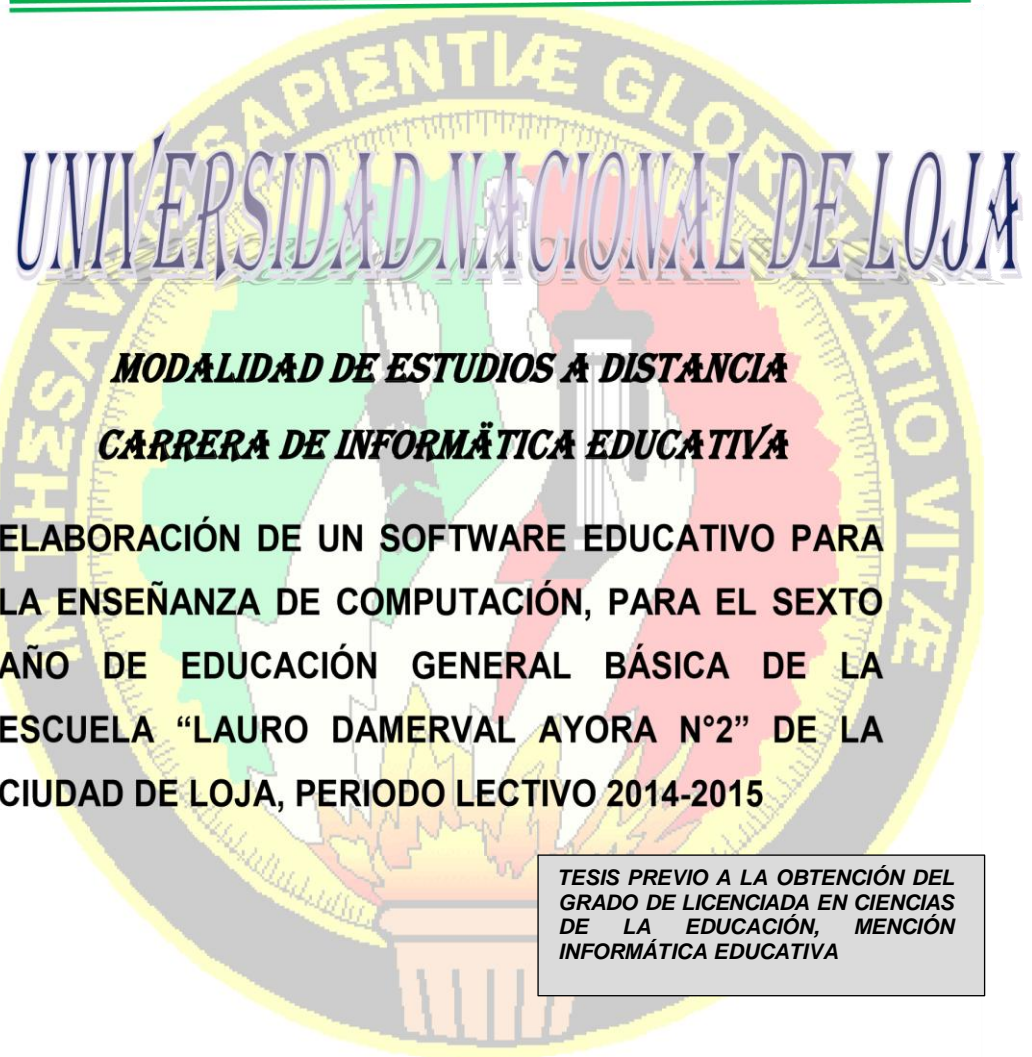 UNIVERSIDAD NACIONAL DE LOJA
MODALIDAD DE ESTUDIOS A DISTANCIA
CARRERA DE INFORMÄTICA EDUCATIVA
ELABORACIÓN DE UN SOFTWARE EDUCATIVO PARA
LA ENSEÑANZA DE COMPUTACIÓN, PARA EL SEXTO
AÑO DE EDUCACIÓN GENERAL BÁSICA DE LA
ESCUELA “LAURO DAMERVAL AYORA N°2” DE LA
CIUDAD DE LOJA, PERIODO LECTIVO 2014-2015
TESIS PREVIO A LA OBTENCIÓN DEL
GRADO DE LICENCIADA EN CIENCIAS
DE LA EDUCACIÓN, MENCIÓN
INFORMÁTICA EDUCATIVA